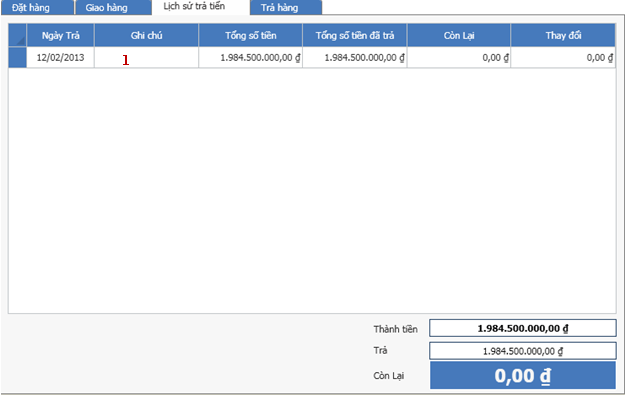 Đặt hàng Giao hàng Lịch sử trả tiền Trả hàng
Ngày Trả Ghi chú Tổng số tiền Tổng số tiền đã trả Còn Lại Thay đổi
12/02/2013 1 1.984.500.000,00 ₫ 1.984.500.000,00 ₫ 0,00 ₫ 0,00 ₫
Thành tiền 1.984.500.000,00 ₫
Trả 1.984.500.000,00 ₫
Còn Lại 0,00 ₫